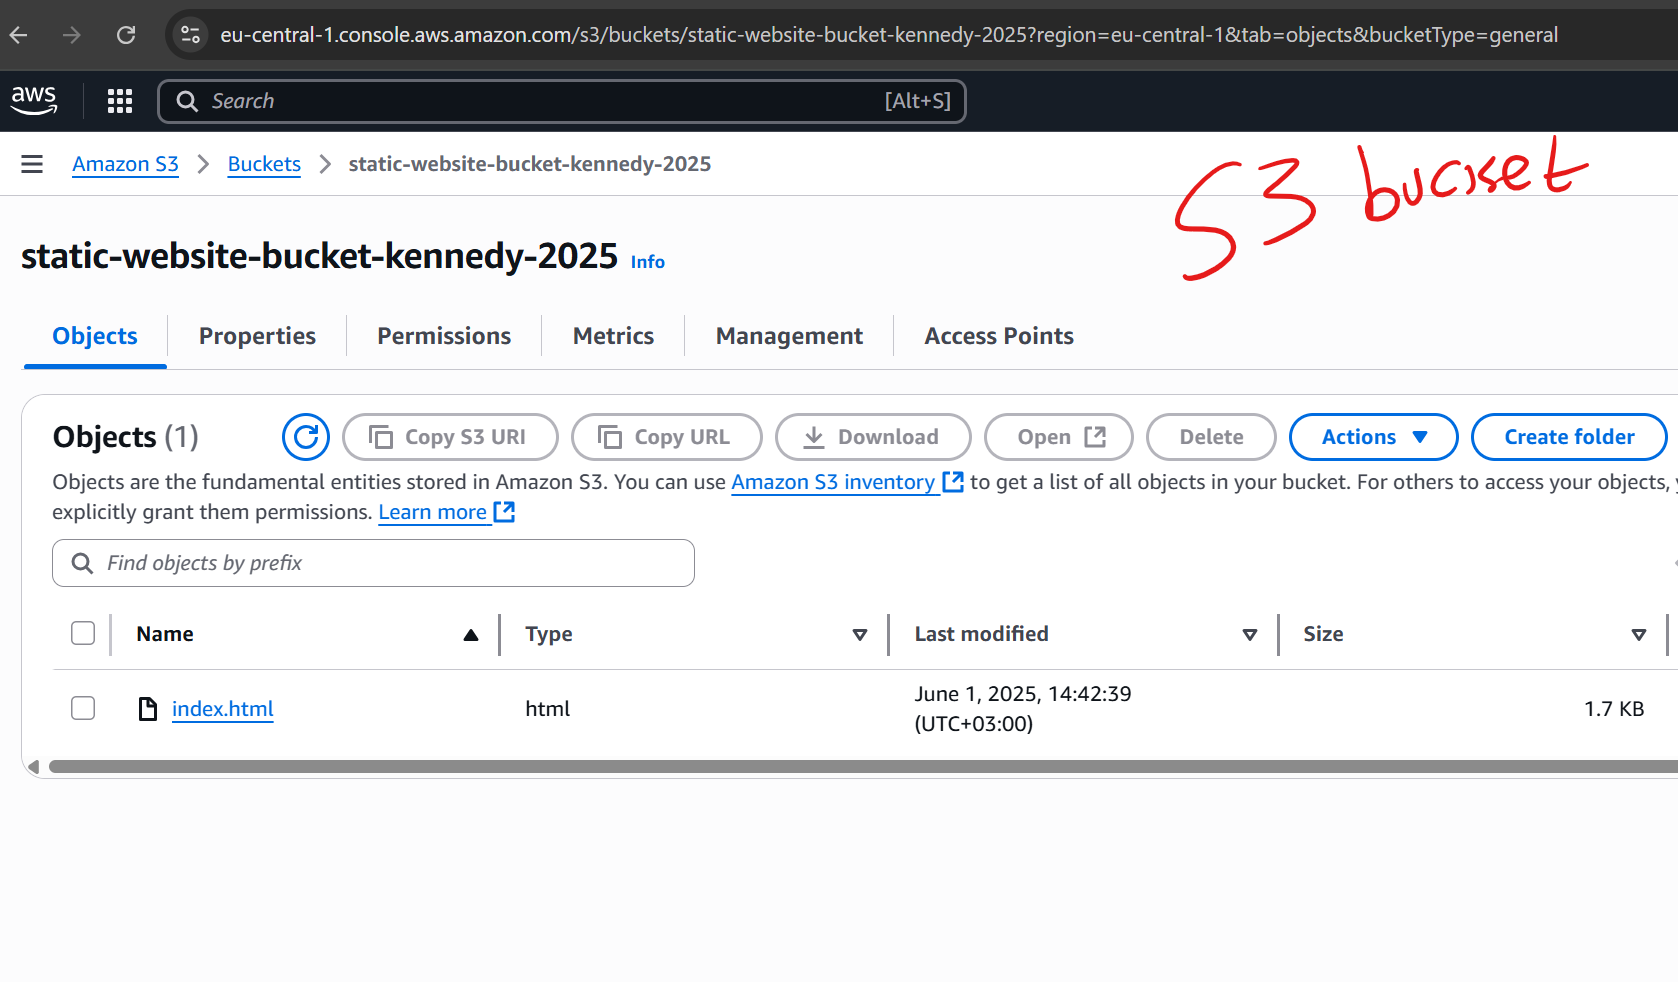 eu-central-1.console.aws.amazon.com/s3/buckets/static-website-bucket-kennedy-2025?region=eu-central-1&tab=objects&bucketType=general
aws
Search [Alt+S]
Amazon S3 > Buckets > static-website-bucket-kennedy-2025
S3 bucket
static-website-bucket-kennedy-2025 Info
Objects Properties Permissions Metrics Management Access Points
Objects (1) Copy S3 URI Copy URL Download Open Delete Actions Create folder
Objects are the fundamental entities stored in Amazon S3. You can use Amazon S3 inventory to get a list of all objects in your bucket. For others to access your objects,
explicitly grant them permissions. Learn more
Find objects by prefix
Name Type Last modified Size
index.html html June 1, 2025, 14:42:39 1.7 KB
(UTC+03:00)